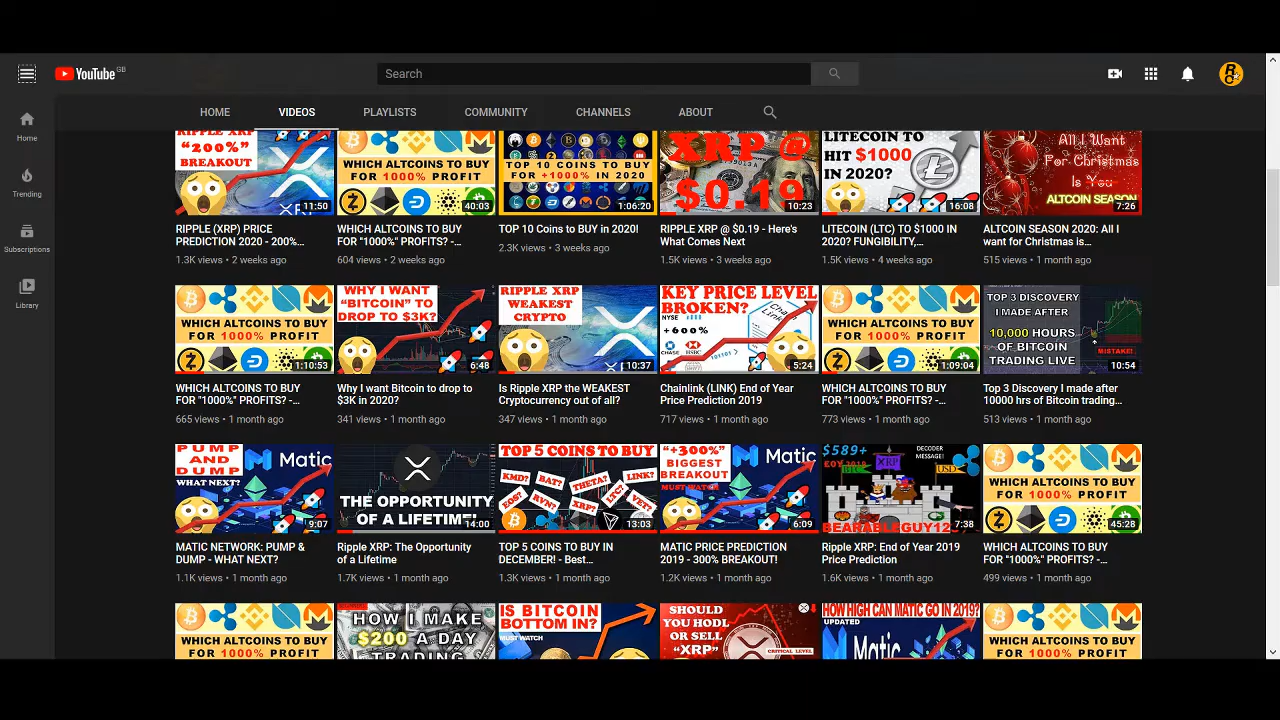 YouTube GB
Search
HOME VIDEOS PLAYLISTS COMMUNITY CHANNELS ABOUT
Home
Trending
Subscriptions
Library
RIPPLE XRP
"200%"
BREAKOUT
11:50
RIPPLE (XRP) PRICE
PREDICTION 2020 - 200%...
1.3K views • 2 weeks ago
WHICH ALTCOINS TO BUY
FOR 1000% PROFIT
40:03
WHICH ALTCOINS TO BUY
FOR "1000%" PROFITS? -...
604 views • 2 weeks ago
TOP 10 COINS TO BUY
FOR +1000% IN 2020
1:06:20
TOP 10 Coins to BUY in 2020!
2.3K views • 3 weeks ago
XRP @
$0.19
10:23
RIPPLE XRP @ $0.19 - Here's
What Comes Next
1.5K views • 3 weeks ago
LITECOIN TO
HIT $1000
IN 2020?
16:08
LITECOIN (LTC) TO $1000 IN
2020? FUNGIBILITY,...
1.5K views • 4 weeks ago
All I Want
For Christmas
Is You
ALTCOIN SEASON
7:26
ALTCOIN SEASON 2020: All I
want for Christmas is...
515 views • 1 month ago
WHICH ALTCOINS TO BUY
FOR 1000% PROFIT
1:10:53
WHICH ALTCOINS TO BUY
FOR "1000%" PROFITS? -...
665 views • 1 month ago
WHY I WANT
"BITCOIN" TO
DROP TO $3K?
6:48
Why I want Bitcoin to drop to
$3K in 2020?
341 views • 1 month ago
RIPPLE XRP
WEAKEST
CRYPTO
10:37
Is Ripple XRP the WEAKEST
Cryptocurrency out of all?
347 views • 1 month ago
KEY PRICE LEVEL
BROKEN?
NYSE
+600%
CHASE HSBC
5:24
Chainlink (LINK) End of Year
Price Prediction 2019
717 views • 1 month ago
WHICH ALTCOINS TO BUY
FOR 1000% PROFIT
1:09:04
WHICH ALTCOINS TO BUY
FOR "1000%" PROFITS? -...
773 views • 1 month ago
TOP 3 DISCOVERY
I MADE AFTER
10,000 HOURS
OF BITCOIN
TRADING LIVE
MISTAKE!
10:54
Top 3 Discovery I made after
10000 hrs of Bitcoin trading...
513 views • 1 month ago
PUMP
AND
DUMP
WHAT NEXT?
Matic
9:07
MATIC NETWORK: PUMP &
DUMP - WHAT NEXT?
1.1K views • 1 month ago
THE OPPORTUNITY
OF A LIFETIME!
14:00
Ripple XRP: The Opportunity
of a Lifetime
1.7K views • 1 month ago
TOP 5 COINS TO BUY
KMD? BAT? THETA? LINK?
EOS? RVN? XRP? LTC? VET?
13:03
TOP 5 COINS TO BUY IN
DECEMBER! - Best...
1.3K views • 1 month ago
"+300%"
BIGGEST
BREAKOUT
MUST WATCH
Matic
6:09
MATIC PRICE PREDICTION
2019 - 300% BREAKOUT!
1.2K views • 1 month ago
$589+
EOY 2019
DECODER
MESSAGE!
BTC XRP USD
BEARABLEGUY12
7:38
Ripple XRP: End of Year 2019
Price Prediction
1.6K views • 1 month ago
WHICH ALTCOINS TO BUY
FOR 1000% PROFIT
45:28
WHICH ALTCOINS TO BUY
FOR "1000%" PROFITS? -...
499 views • 1 month ago
WHICH ALTCOINS TO BUY
FOR 1000% PROFIT
HOW I MAKE
$200 A DAY
TRADING
IS BITCOIN
BOTTOM IN?
MUST WATCH
SHOULD
YOU HODL
OR SELL
"XRP"
CRITICAL LEVEL
HOW HIGH CAN MATIC GO IN 2019?
UPDATED
Matic
WHICH ALTCOINS TO BUY
FOR 1000% PROFIT